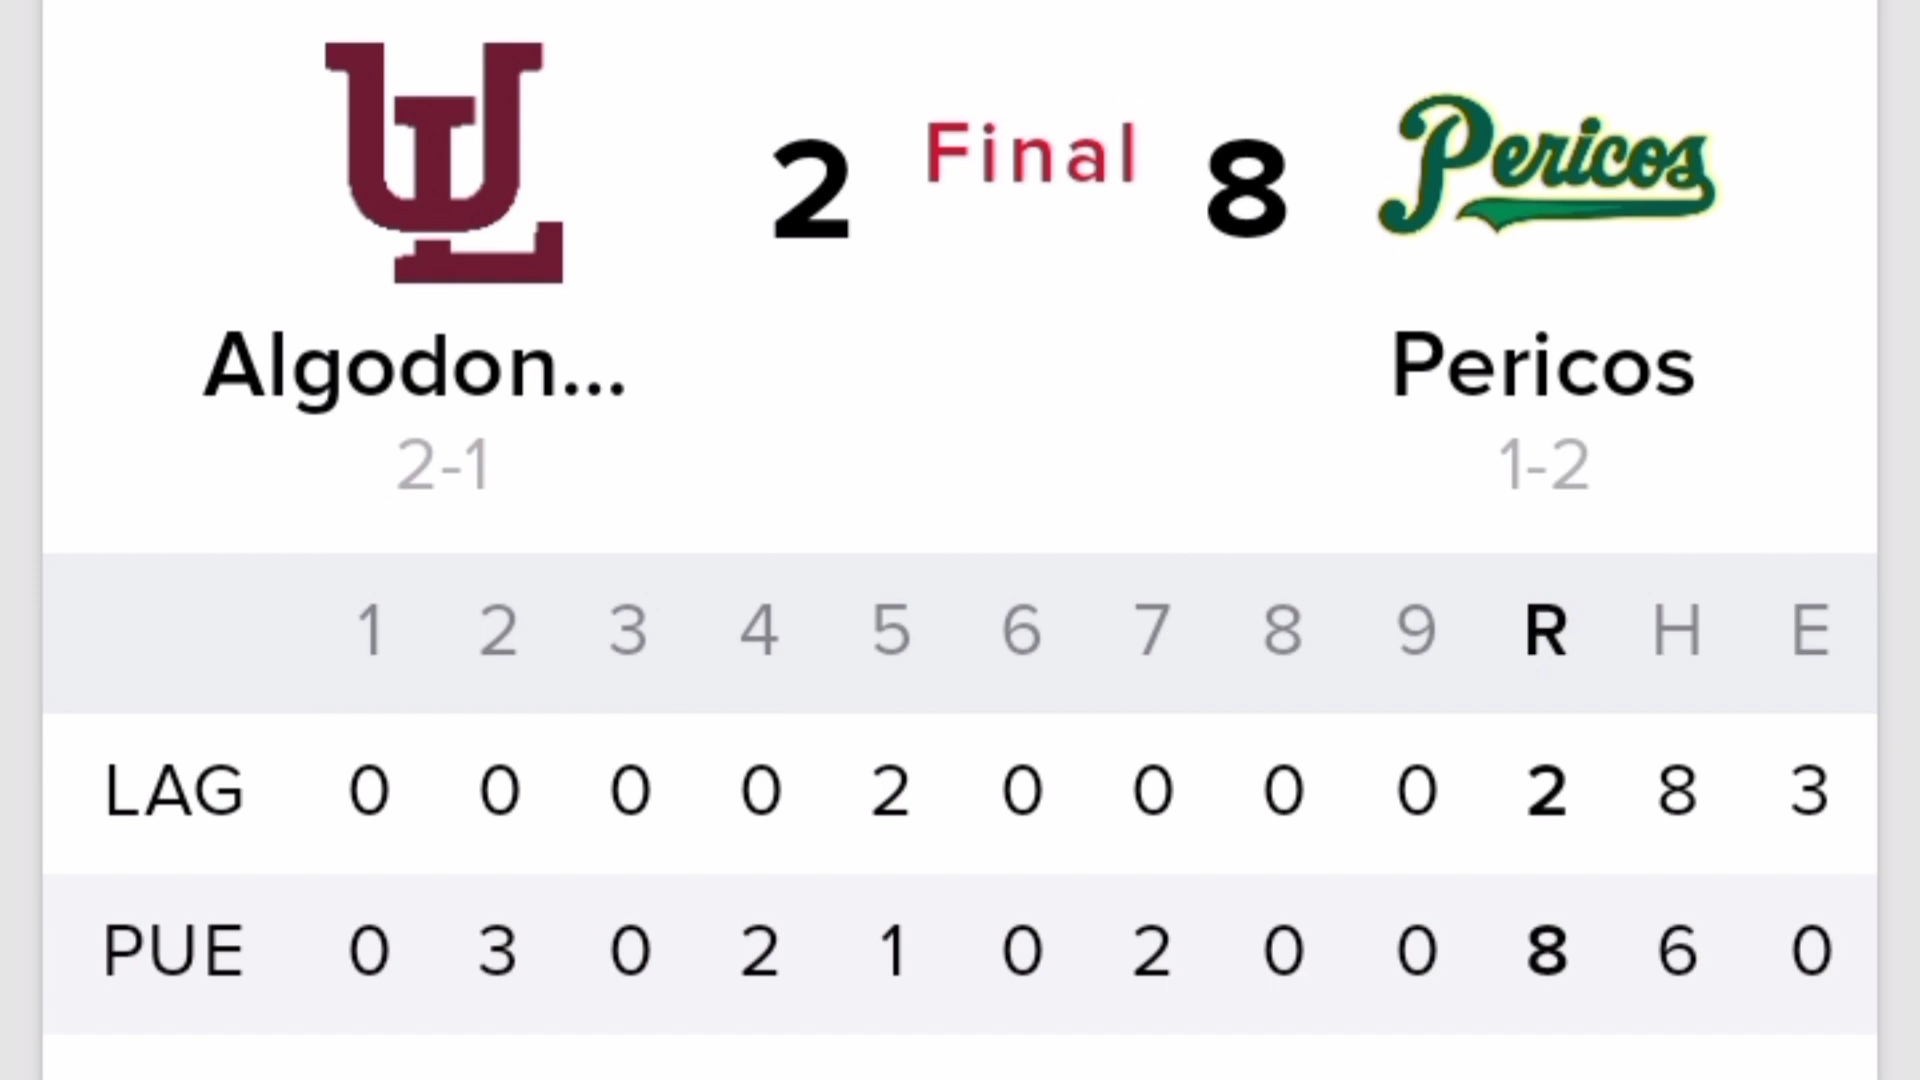 UL
2 Final 8 Pericos
Algodon... Pericos
2-1 1-2
1 2 3 4 5 6 7 8 9 R H E
LAG 0 0 0 0 2 0 0 0 0 2 8 3
PUE 0 3 0 2 1 0 2 0 0 8 6 0